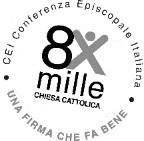 • CEI Conferenza Episcopale Italiana •
8x
mille
CHIESA CATTOLICA
UNA FIRMA CHE FA BENE